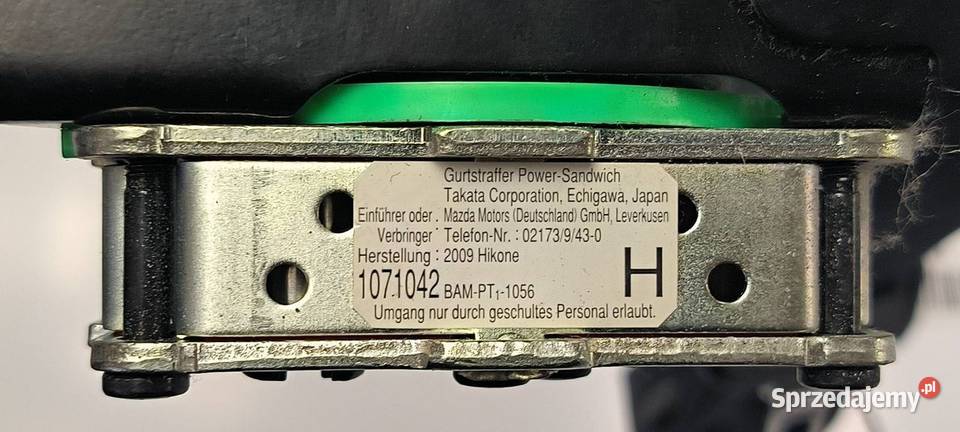 Gurtstraffer Power-Sandwich
Takata Corporation, Echigawa, Japan
Einführer oder . Mazda Motors (Deutschland) GmbH, Leverkusen
Verbringer : Telefon-Nr. : 02173/9/43-0
Herstellung : 2009 Hikone
1071042 BAM-PT1-1056
H
Umgang nur durch geschultes Personal erlaubt.
Sprzedajemy.pl